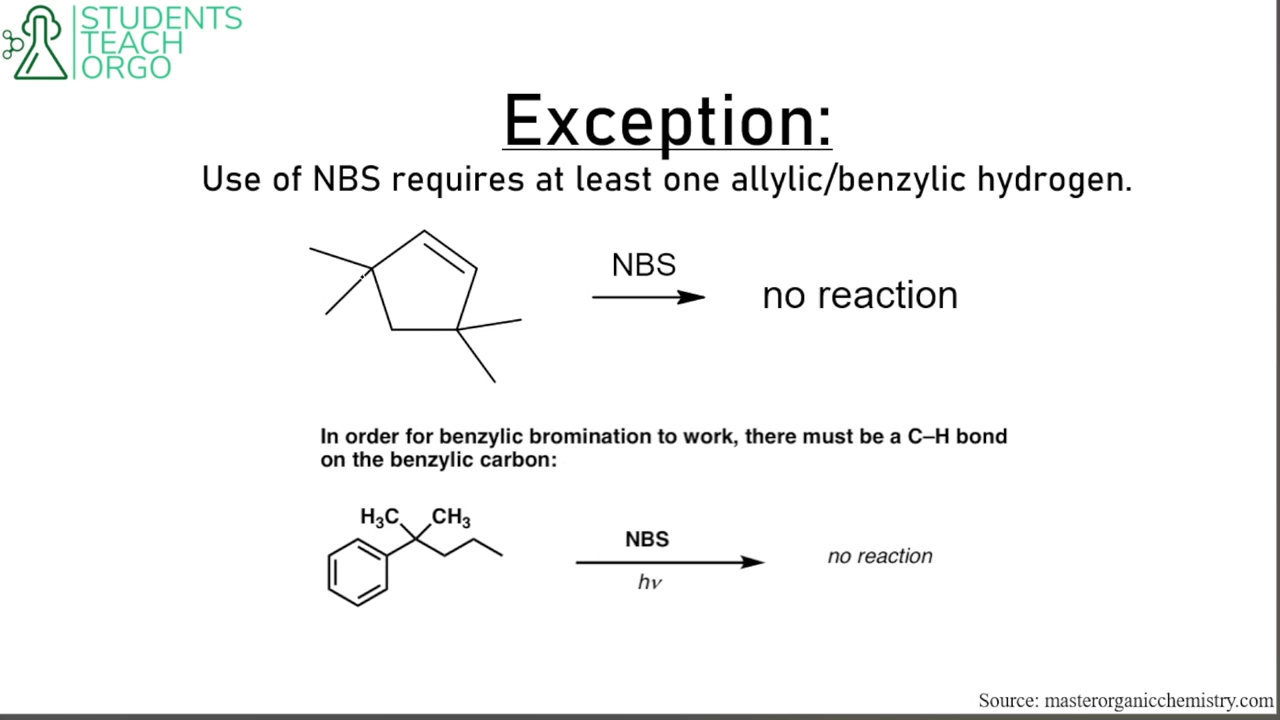 STUDENTS
TEACH
ORGO
Exception:
Use of NBS requires at least one allylic/benzylic hydrogen.
NBS
no reaction
In order for benzylic bromination to work, there must be a C–H bond
on the benzylic carbon:
H₃C CH₃
NBS
hν
no reaction
Source: masterorganicchemistry.com